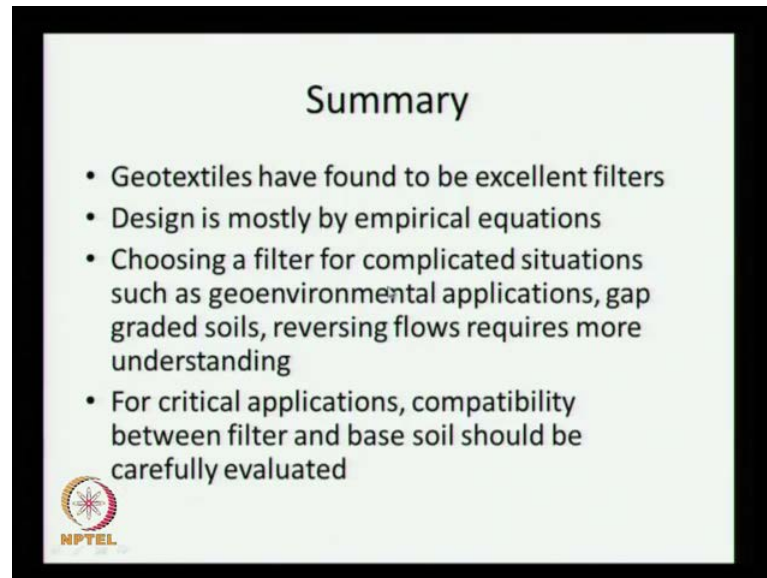 Summary
• Geotextiles have found to be excellent filters
• Design is mostly by empirical equations
• Choosing a filter for complicated situations
such as geoenvironmental applications, gap
graded soils, reversing flows requires more
understanding
• For critical applications, compatibility
between filter and base soil should be
carefully evaluated
NPTEL